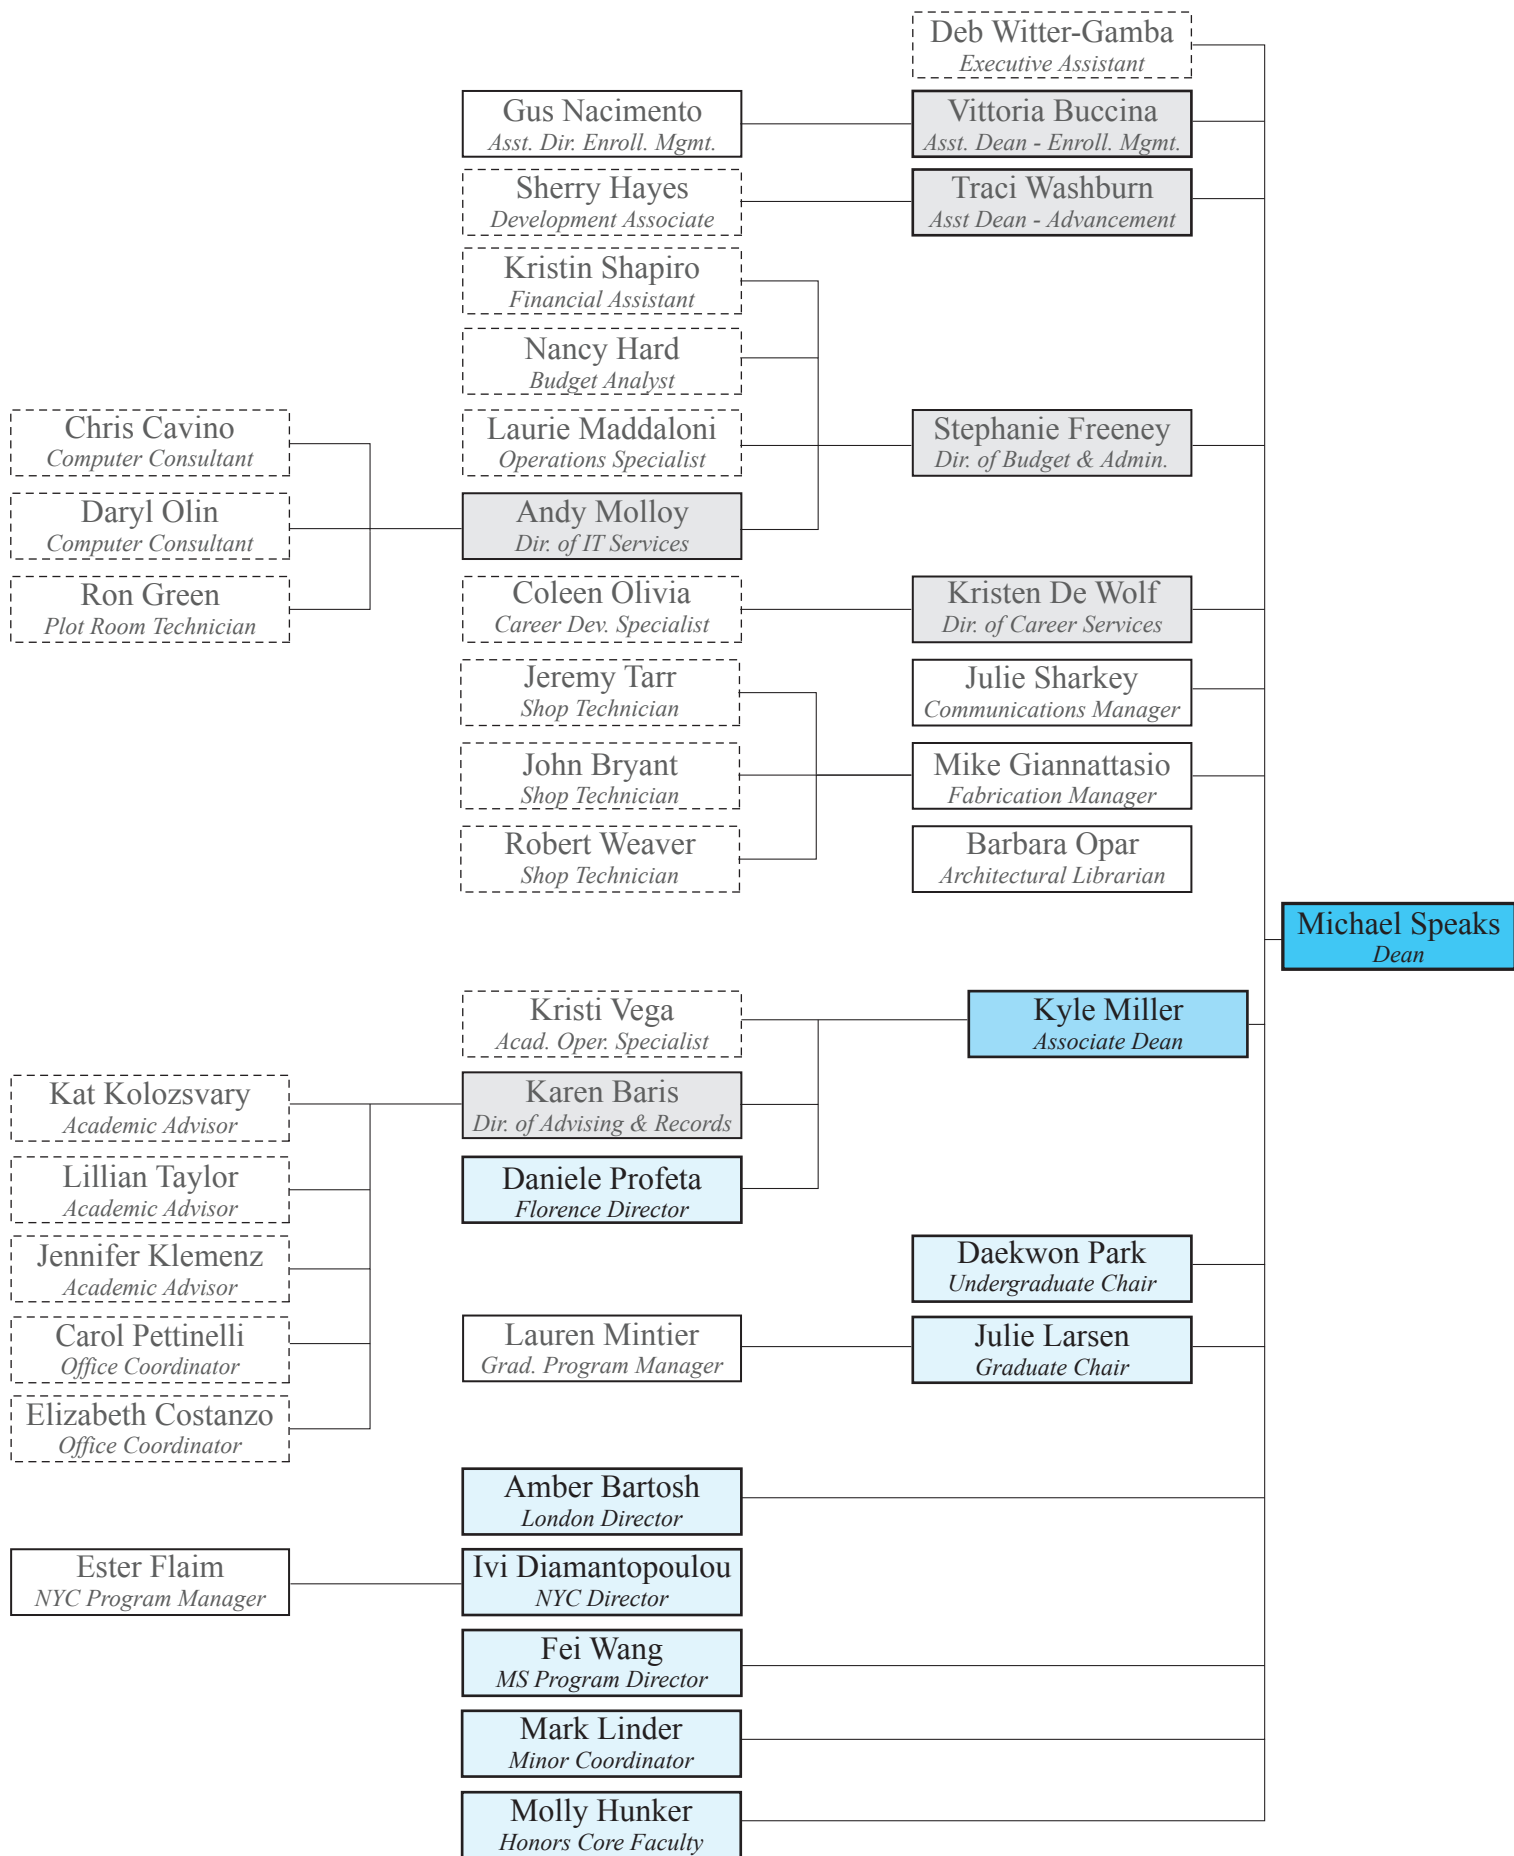 Deb Witter-Gamba
Executive Assistant
Gus Nacimento
Asst. Dir. Enroll. Mgmt.
Vittoria Buccina
Asst. Dean - Enroll. Mgmt.
Sherry Hayes
Development Associate
Traci Washburn
Asst Dean - Advancement
Kristin Shapiro
Financial Assistant
Nancy Hard
Budget Analyst
Chris Cavino
Computer Consultant
Laurie Maddaloni
Operations Specialist
Stephanie Freeney
Dir. of Budget & Admin.
Daryl Olin
Computer Consultant
Andy Molloy
Dir. of IT Services
Ron Green
Plot Room Technician
Coleen Olivia
Career Dev. Specialist
Kristen De Wolf
Dir. of Career Services
Jeremy Tarr
Shop Technician
Julie Sharkey
Communications Manager
John Bryant
Shop Technician
Mike Giannattasio
Fabrication Manager
Robert Weaver
Shop Technician
Barbara Opar
Architectural Librarian
Michael Speaks
Dean
Kristi Vega
Acad. Oper. Specialist
Kyle Miller
Associate Dean
Kat Kolozsvary
Academic Advisor
Karen Baris
Dir. of Advising & Records
Lillian Taylor
Academic Advisor
Daniele Profeta
Florence Director
Jennifer Klemenz
Academic Advisor
Daekwon Park
Undergraduate Chair
Carol Pettinelli
Office Coordinator
Lauren Mintier
Grad. Program Manager
Julie Larsen
Graduate Chair
Elizabeth Costanzo
Office Coordinator
Amber Bartosh
London Director
Ester Flaim
NYC Program Manager
Ivi Diamantopoulou
NYC Director
Fei Wang
MS Program Director
Mark Linder
Minor Coordinator
Molly Hunker
Honors Core Faculty